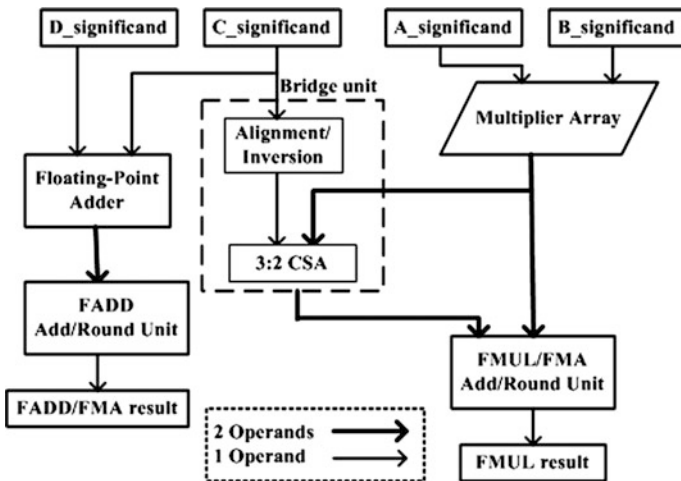 D_significand
C_significand
A_significand
B_significand
Bridge unit
Alignment/
Inversion
Multiplier Array
Floating-Point
Adder
3:2 CSA
FADD
Add/Round Unit
FMUL/FMA
Add/Round Unit
FADD/FMA result
2 Operands
1 Operand
FMUL result